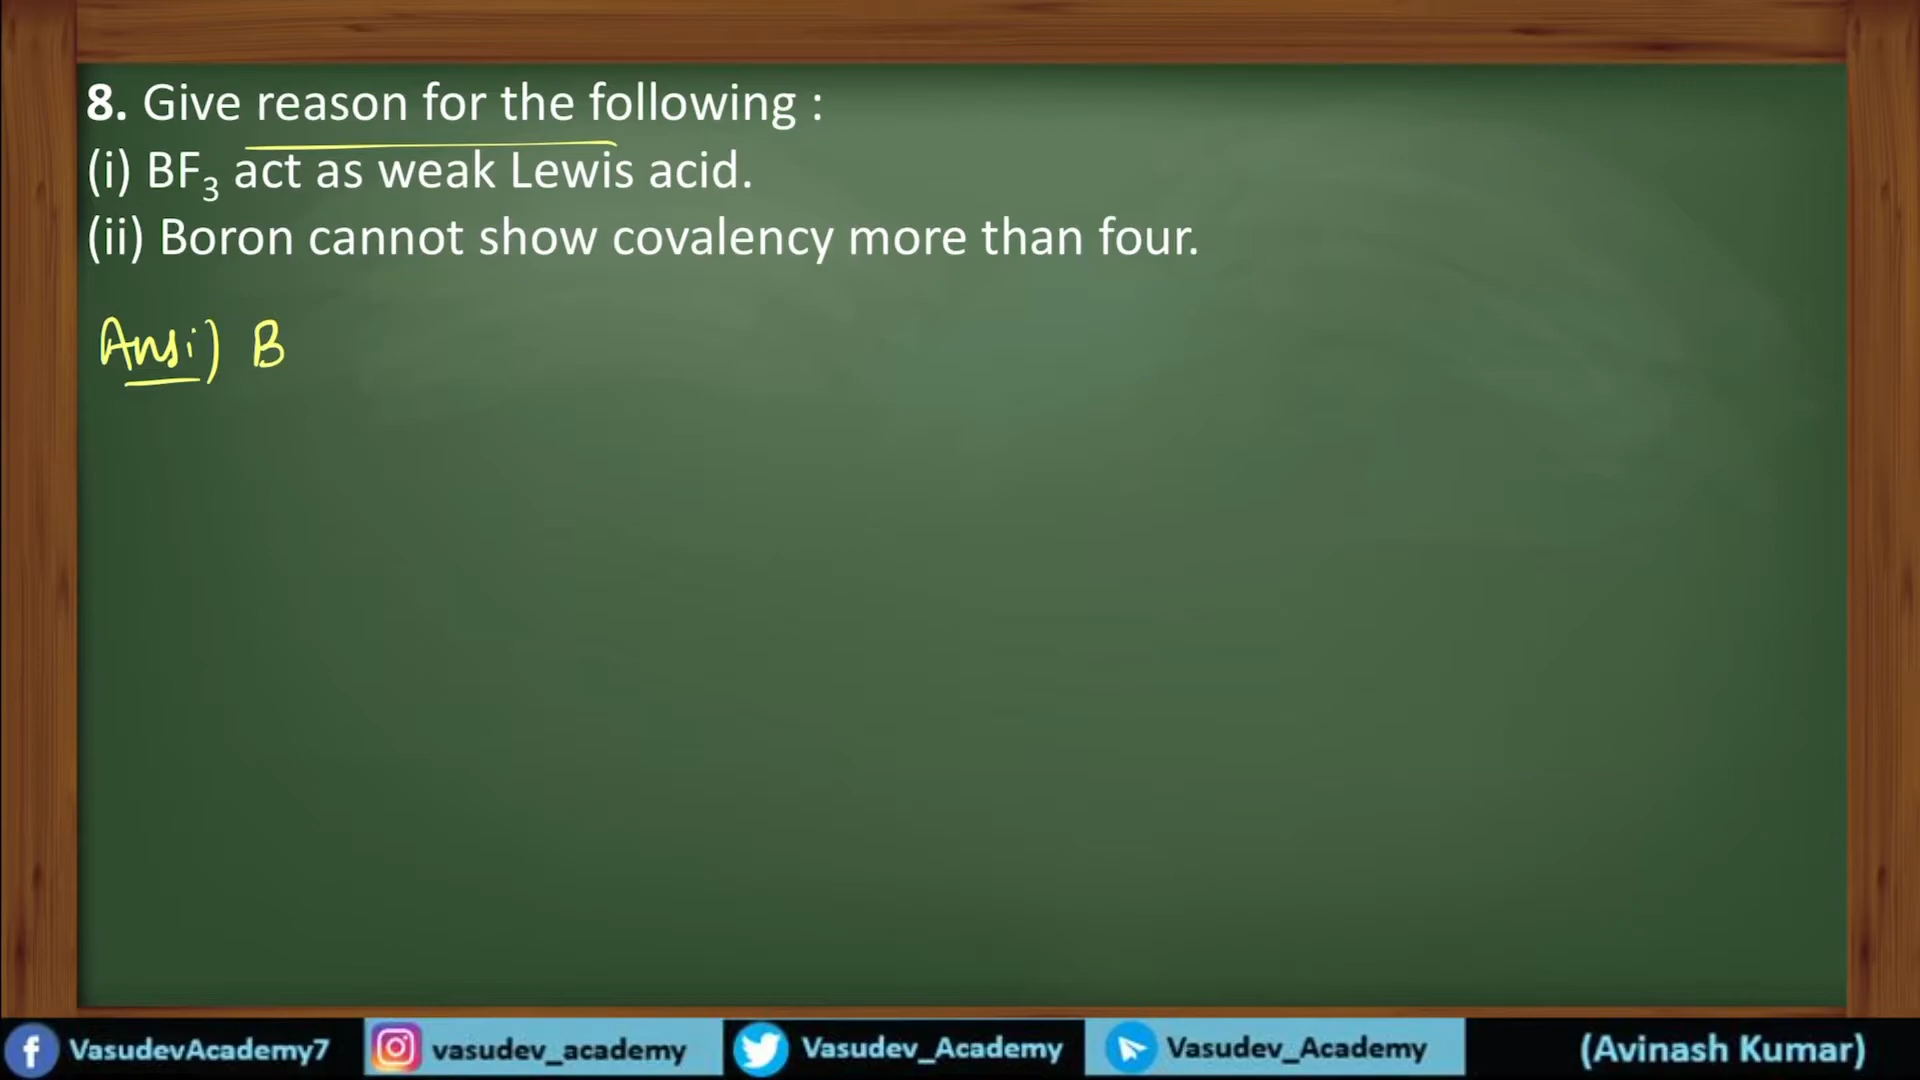 8. Give reason for the following :
(i) BF₃ act as weak Lewis acid.
(ii) Boron cannot show covalency more than four.
Ansi) B
VasudevAcademy7 vasudev_academy Vasudev_Academy Vasudev_Academy (Avinash Kumar)